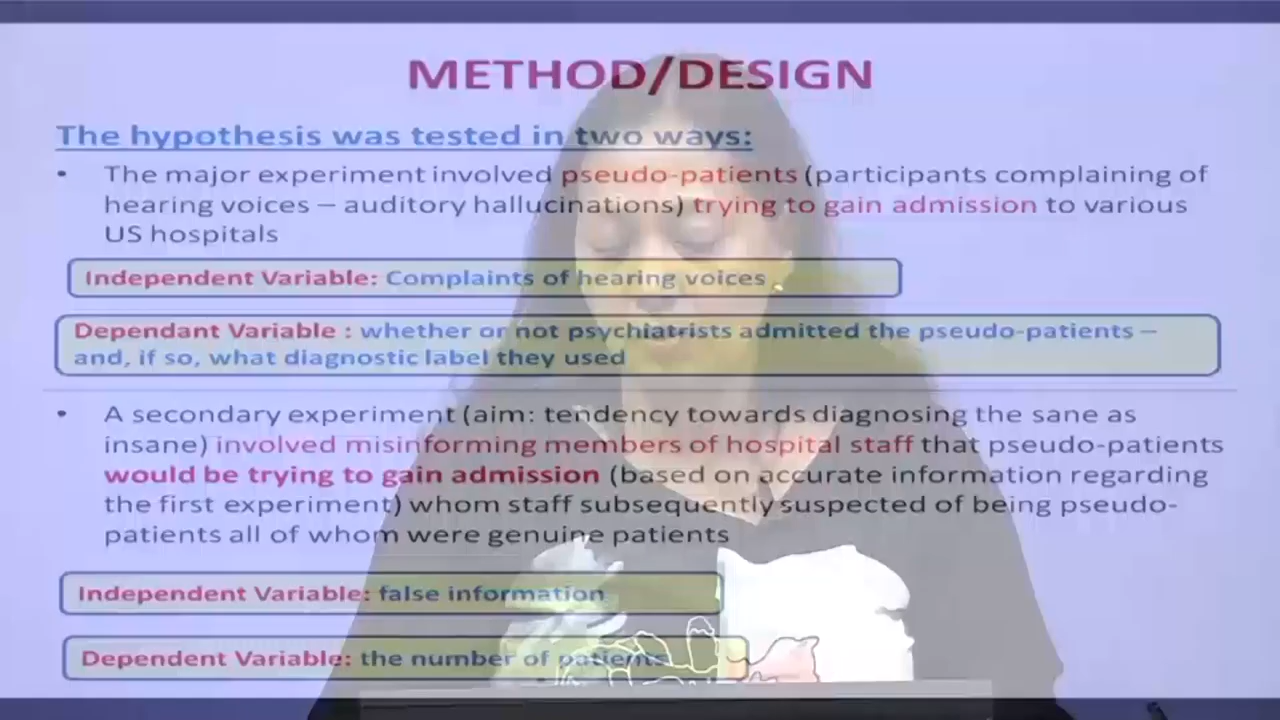 METHOD/DESIGN
The hypothesis was tested in two ways:
• The major experiment involved pseudo-patients (participants complaining of
hearing voices – auditory hallucinations) trying to gain admission to various
US hospitals
Independent Variable: Complaints of hearing voices
Dependant Variable : whether or not psychiatrists admitted the pseudo-patients –
and, if so, what diagnostic label they used
• A secondary experiment (aim: tendency towards diagnosing the sane as
insane) involved misinforming members of hospital staff that pseudo-patients
would be trying to gain admission (based on accurate information regarding
the first experiment) whom staff subsequently suspected of being pseudo-
patients all of whom were genuine patients
Independent Variable: false information
Dependent Variable: the number of patients